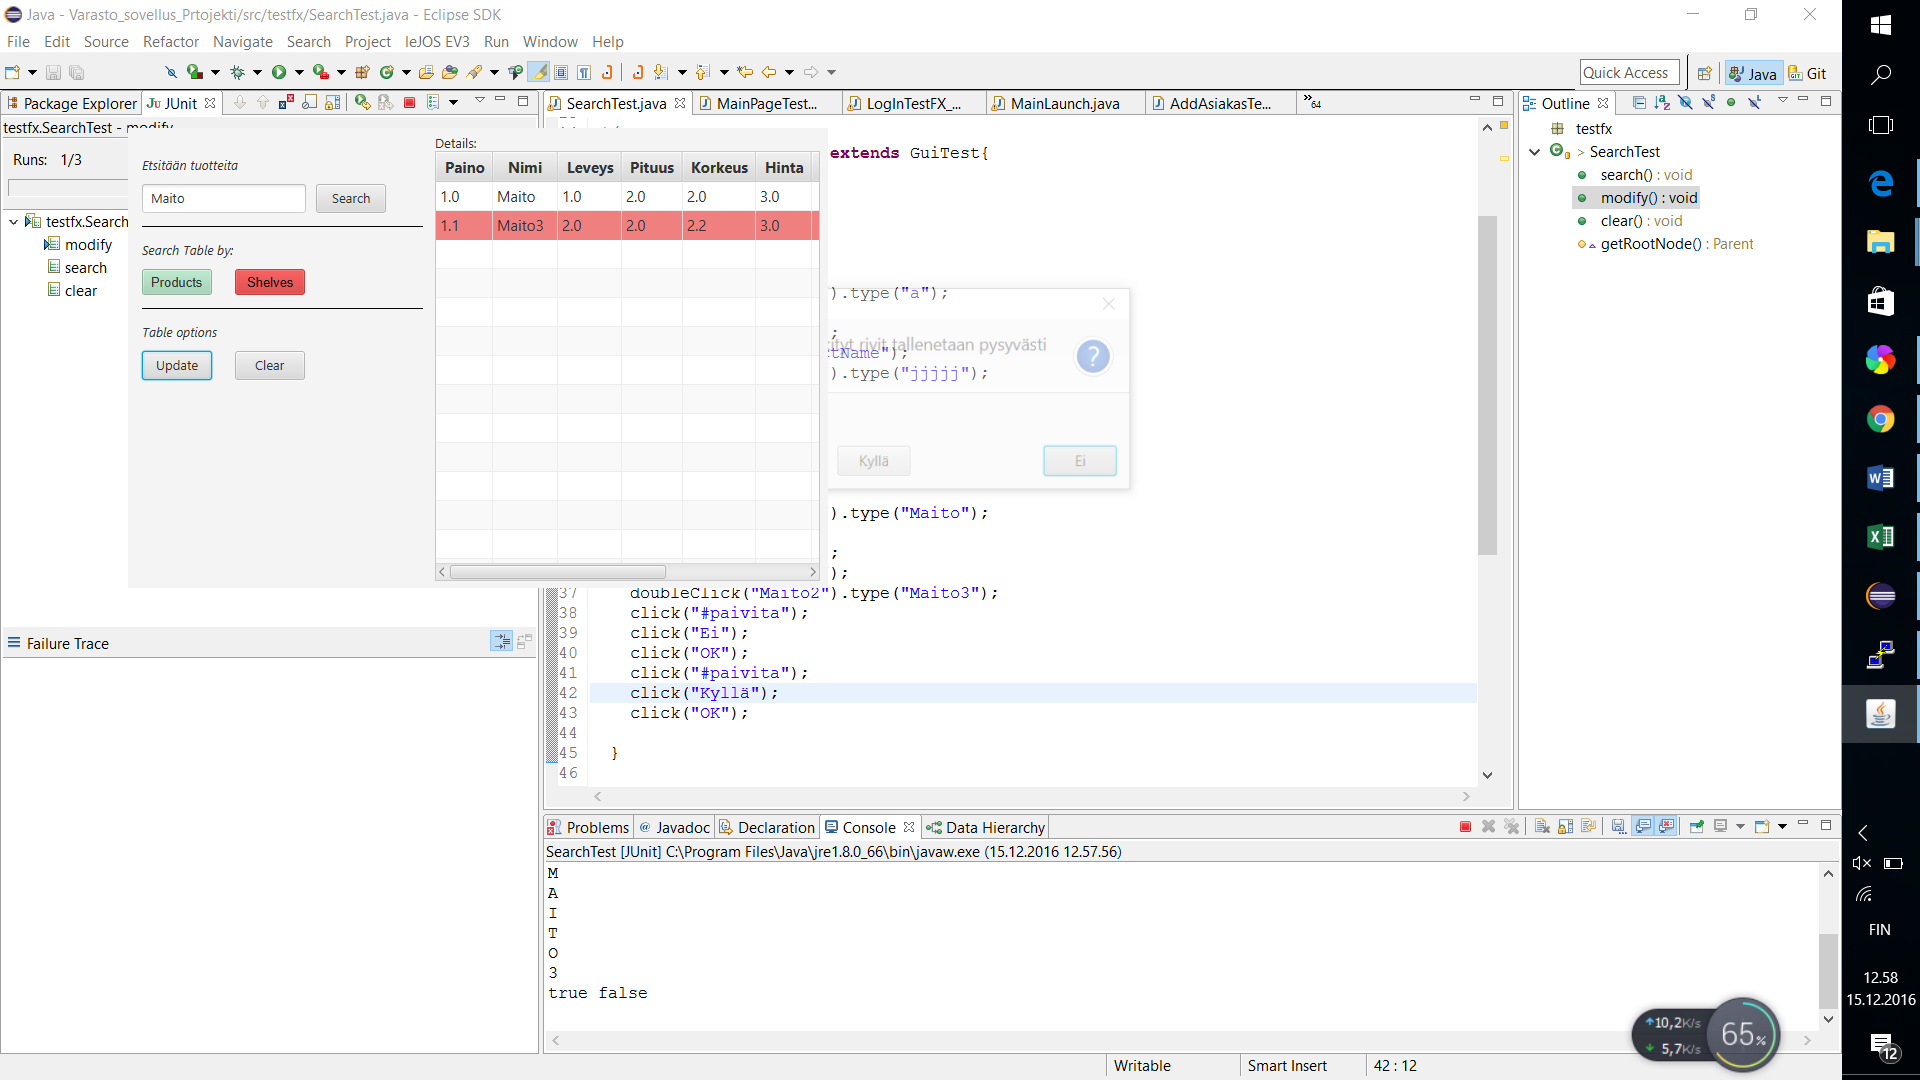 Java - Varasto_sovellus_Prtojekti/src/testfx/SearchTest.java - Eclipse SDK
File Edit Source Refactor Navigate Search Project leJOS EV3 Run Window Help
Quick Access
Java
Git
Package Explorer
JUnit
testfx.SearchTest - modify
Runs: 1/3
testfx.Search
modify
search
clear
Failure Trace
Etsitään tuotteita
Maito
Search
Search Table by:
Products
Shelves
Table options
Update
Clear
Details:
Paino Nimi Leveys Pituus Korkeus Hinta
1.0 Maito 1.0 2.0 2.0 3.0
1.1 Maito3 2.0 2.0 2.2 3.0
SearchTest.java
MainPageTest...
LogInTestFX_...
MainLaunch.java
AddAsiakasTe...
»64
extends GuiTest{
).type("a");
;
tName");
).type("jjjjj");
rivit tallenetaan pysyvästi
?
Kyllä
Ei
).type("Maito");
;
);
37 doubleClick("Maito2").type("Maito3");
38 click("#paivita");
39 click("Ei");
40 click("OK");
41 click("#paivita");
42 click("Kyllä");
43 click("OK");
44
45 }
46
Outline
testfx
> SearchTest
search() : void
modify() : void
clear() : void
getRootNode() : Parent
Problems
@ Javadoc
Declaration
Console
Data Hierarchy
SearchTest [JUnit] C:\Program Files\Java\jre1.8.0_66\bin\javaw.exe (15.12.2016 12.57.56)
M
A
I
T
O
3
true false
Writable
Smart Insert
42 : 12
10,2K/s
5,7K/s
65%
FIN
12.58
15.12.2016
12